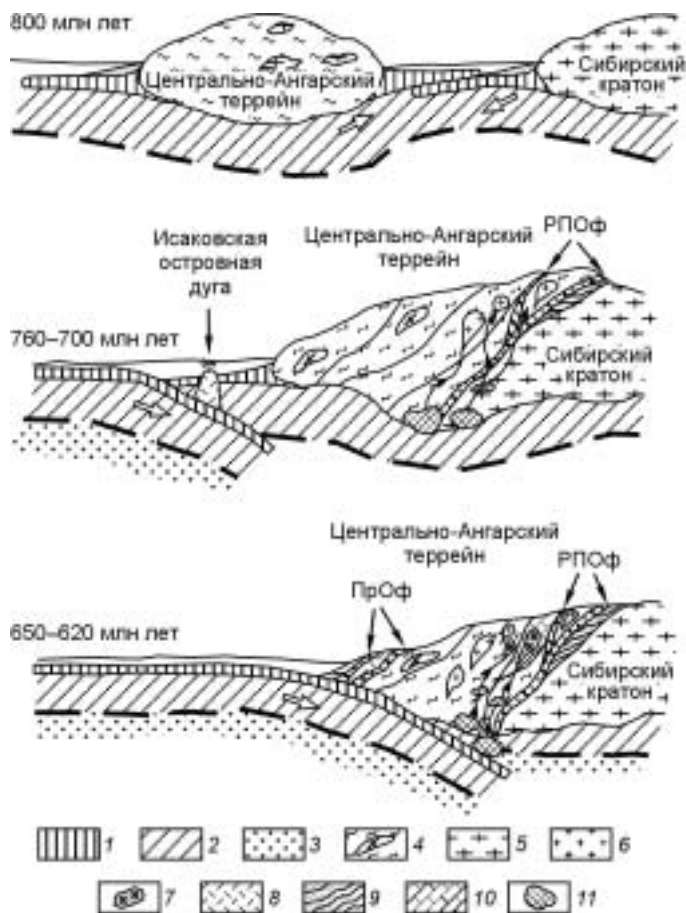 800 млн лет
Центрально-Ангарский
террейн
Сибирский
кратон
Исаковская
островная
дуга
Центрально-Ангарский
террейн
РПОф
760–700 млн лет
Сибирский
кратон
Центрально-Ангарский
террейн
ПрОф
РПОф
650–620 млн лет
Сибирский
кратон
1 2 3 4 5 6
7 8 9 10 11